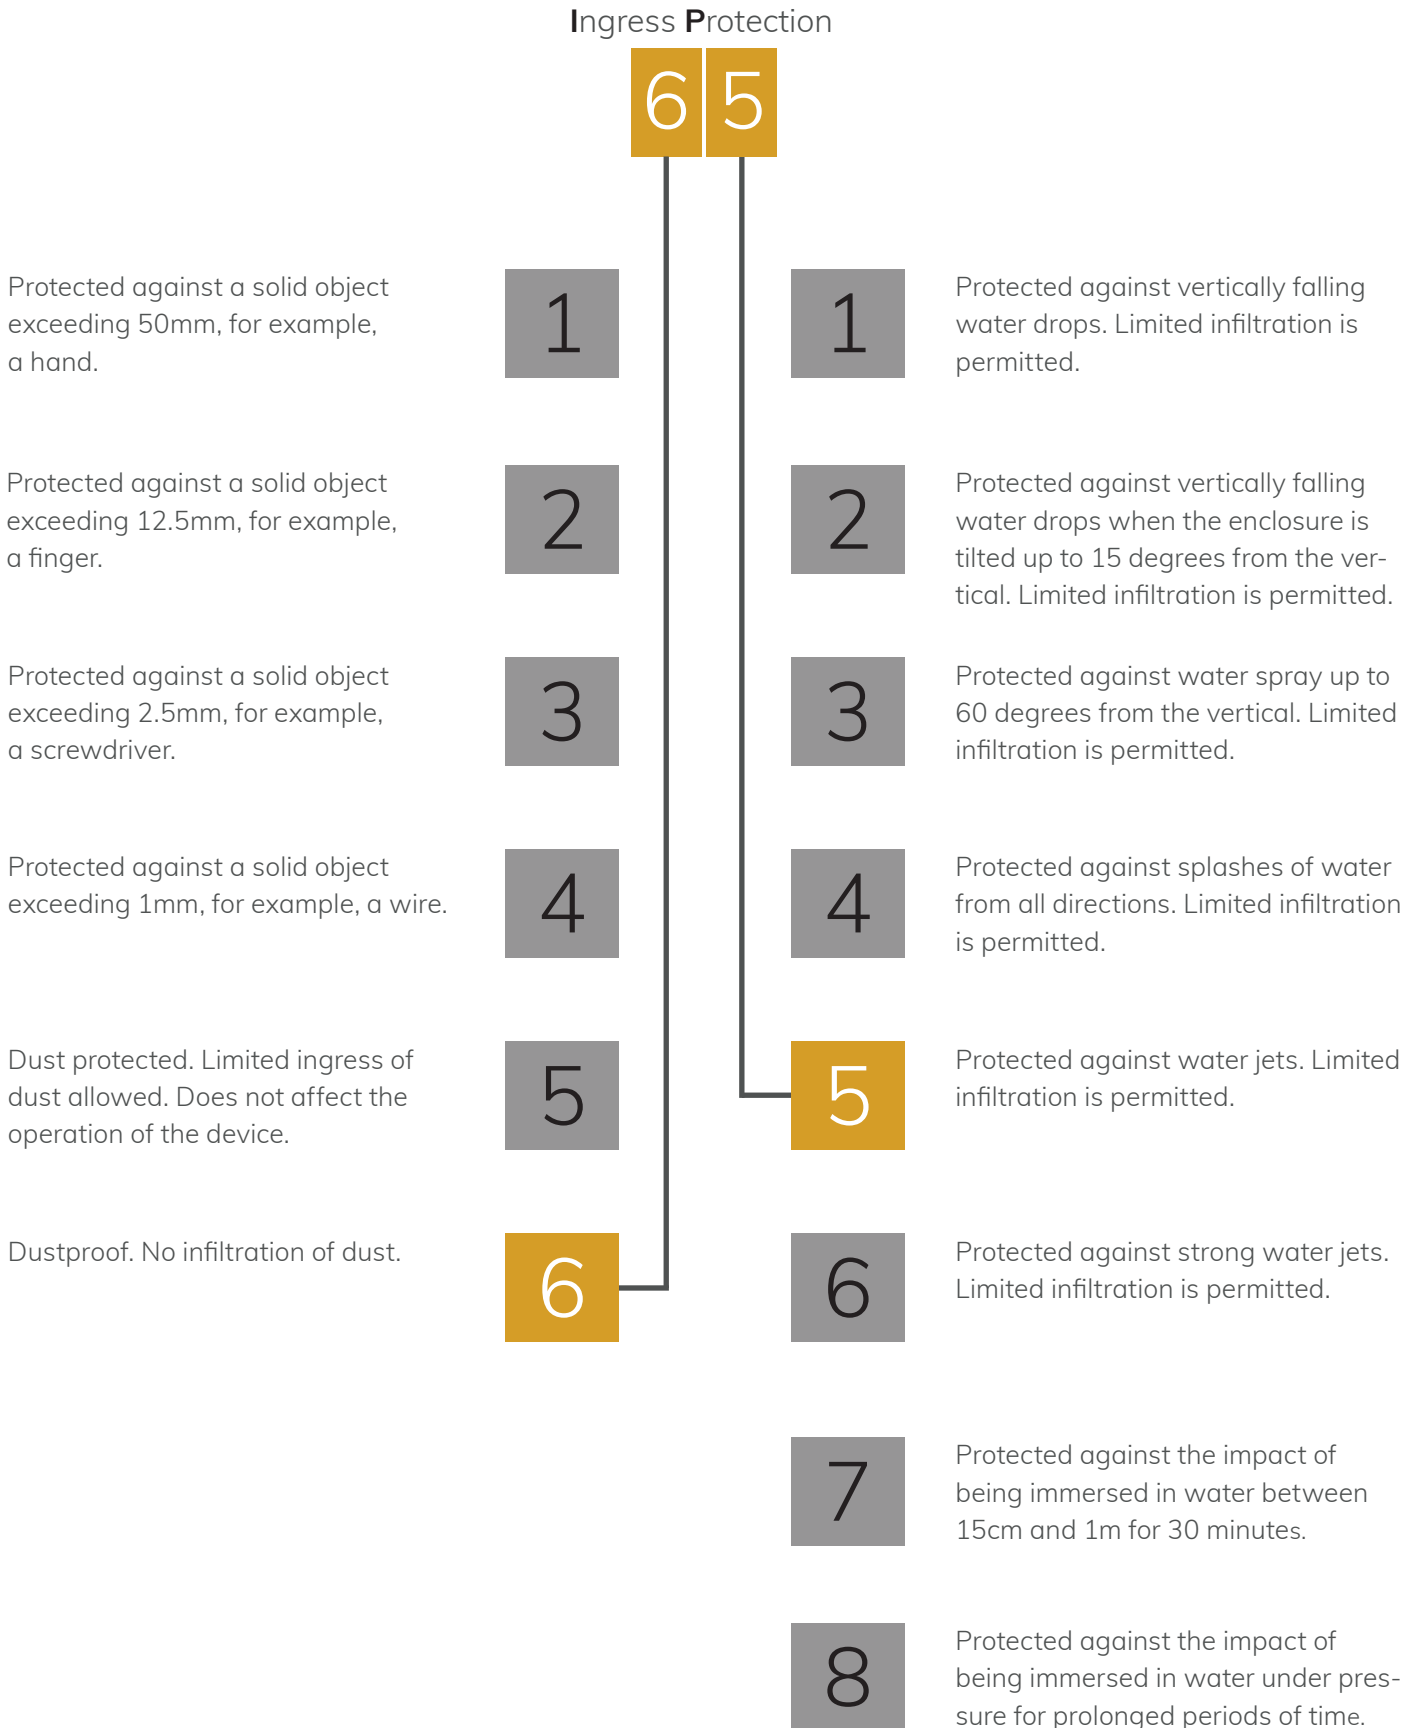 Ingress Protection
6 5
Protected against a solid object
exceeding 50mm, for example,
a hand.
1
1
Protected against vertically falling
water drops. Limited infiltration is
permitted.
Protected against a solid object
exceeding 12.5mm, for example,
a finger.
2
2
Protected against vertically falling
water drops when the enclosure is
tilted up to 15 degrees from the ver-
tical. Limited infiltration is permitted.
Protected against a solid object
exceeding 2.5mm, for example,
a screwdriver.
3
3
Protected against water spray up to
60 degrees from the vertical. Limited
infiltration is permitted.
Protected against a solid object
exceeding 1mm, for example, a wire.
4
4
Protected against splashes of water
from all directions. Limited infiltration
is permitted.
Dust protected. Limited ingress of
dust allowed. Does not affect the
operation of the device.
5
5
Protected against water jets. Limited
infiltration is permitted.
Dustproof. No infiltration of dust.
6
6
Protected against strong water jets.
Limited infiltration is permitted.
7
Protected against the impact of
being immersed in water between
15cm and 1m for 30 minutes.
8
Protected against the impact of
being immersed in water under pres-
sure for prolonged periods of time.